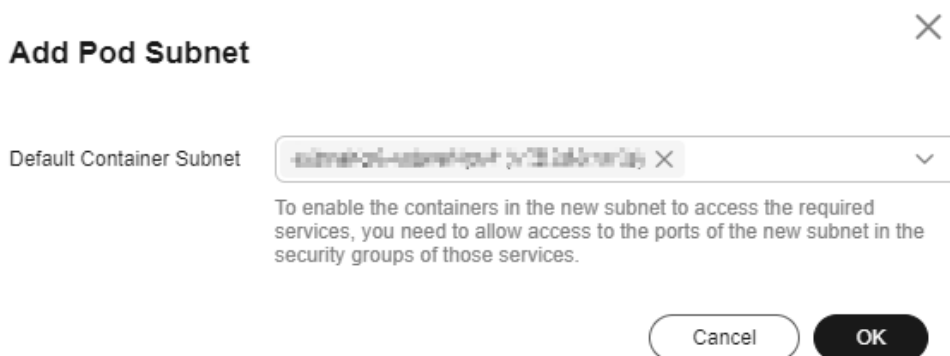 Add Pod Subnet
Default Container Subnet
To enable the containers in the new subnet to access the required
services, you need to allow access to the ports of the new subnet in the
security groups of those services.
Cancel
OK